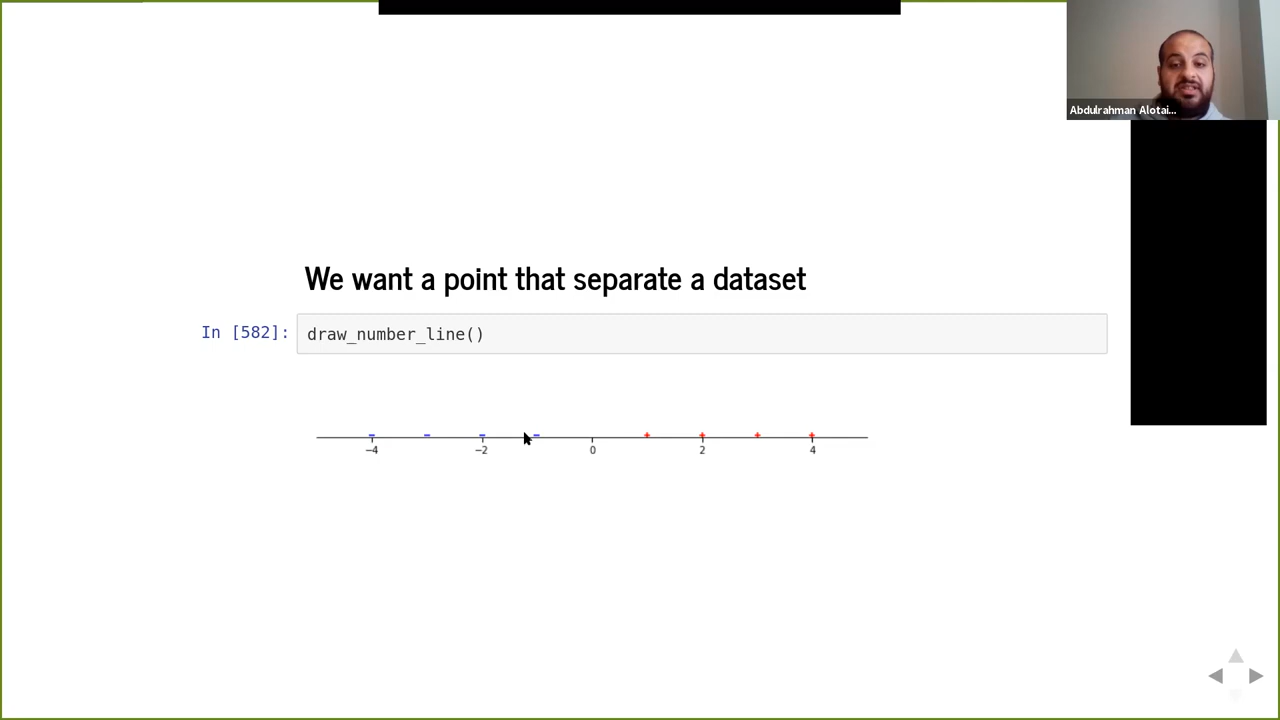 Abdulrahman Alotai...
We want a point that separate a dataset
In [582]:
draw_number_line()
−4
−2
0
2
4